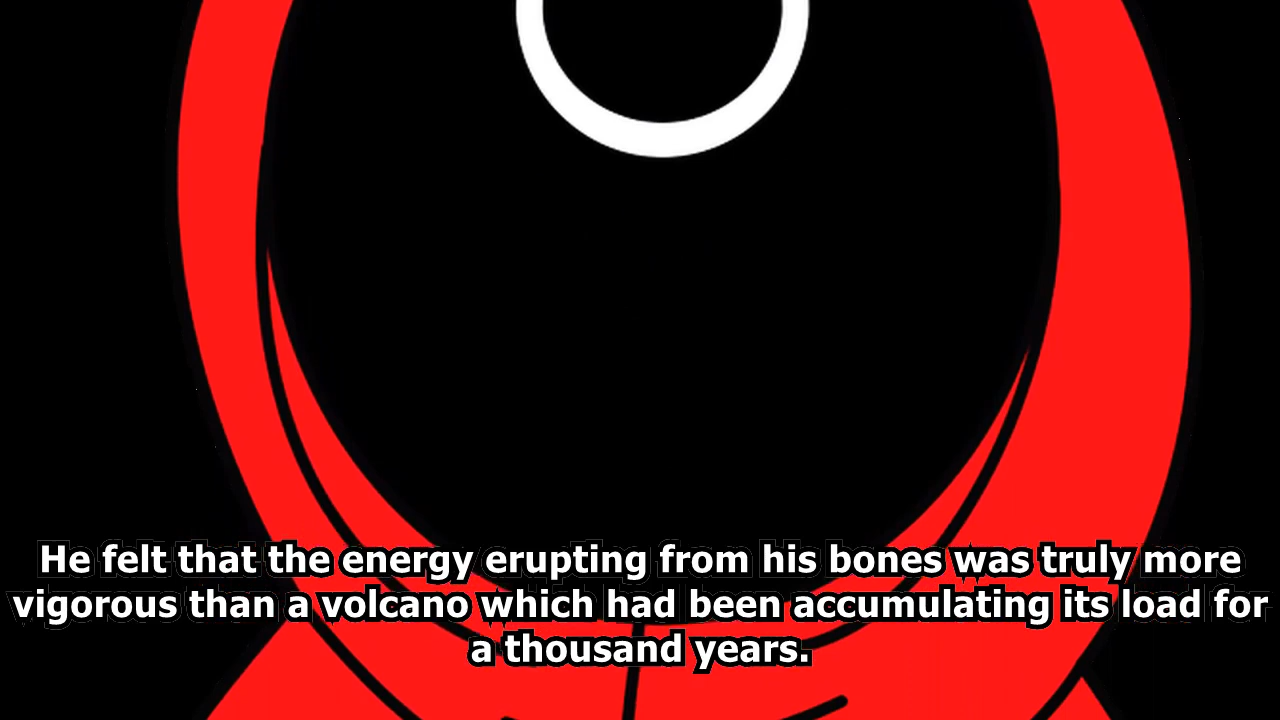 He felt that the energy erupting from his bones was truly more
vigorous than a volcano which had been accumulating its load for
a thousand years.